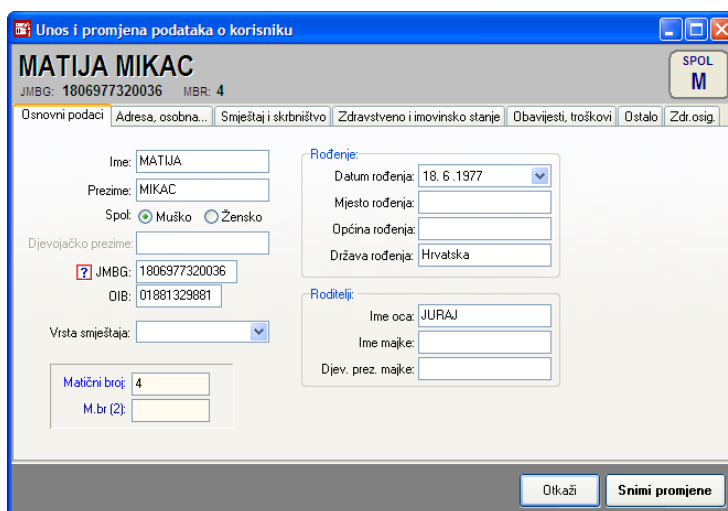 Unos i promjena podataka o korisniku
MATIJA MIKAC
JMBG: 1806977320036 MBR: 4
SPOL
M
Osnovni podaci Adresa, osobna... Smještaj i skrbništvo Zdravstveno i imovinsko stanje Obavijesti, troškovi Ostalo Zdr.osig.
Ime: MATIJA
Prezime: MIKAC
Spol: Muško Žensko
Djevojačko prezime:
? JMBG: 1806977320036
OIB: 01881329881
Vrsta smještaja:
Matični broj: 4
M.br (2):
Rođenje:
Datum rođenja: 18. 6 .1977
Mjesto rođenja:
Općina rođenja:
Država rođenja: Hrvatska
Roditelji:
Ime oca: JURAJ
Ime majke:
Djev. prez. majke:
Otkaži Snimi promjene